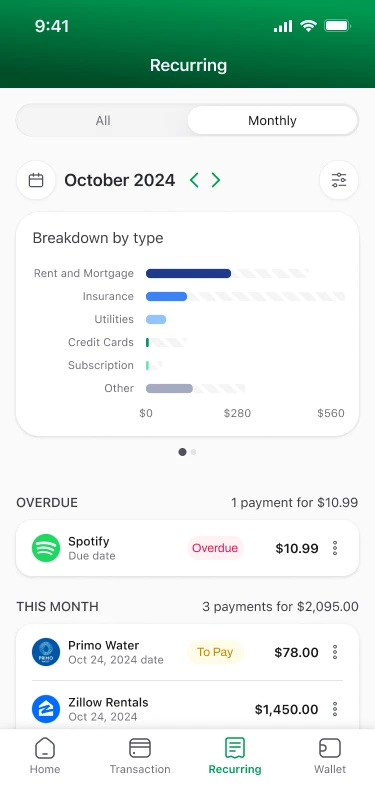 9:41
Recurring
All
Monthly
October 2024
Breakdown by type
Rent and Mortgage
Insurance
Utilities
Credit Cards
Subscription
Other
$0 $280 $560
OVERDUE 1 payment for $10.99
Spotify
Due date
Overdue
$10.99
THIS MONTH 3 payments for $2,095.00
Primo Water
Oct 24, 2024 date
To Pay
$78.00
PRIMO
Zillow Rentals
Oct 24, 2024
$1,450.00
Home Transaction Recurring Wallet